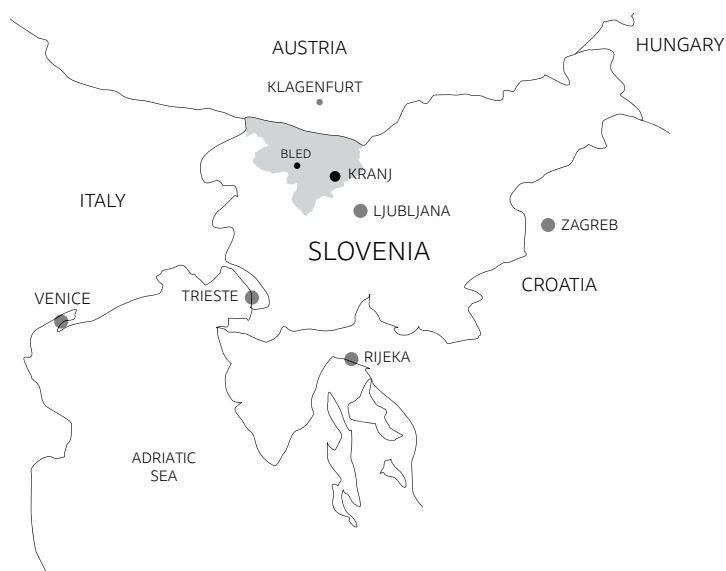 AUSTRIA
HUNGARY
KLAGENFURT
BLED
KRANJ
ITALY
LJUBLJANA
ZAGREB
SLOVENIA
CROATIA
VENICE
TRIESTE
RIJEKA
ADRIATIC
SEA